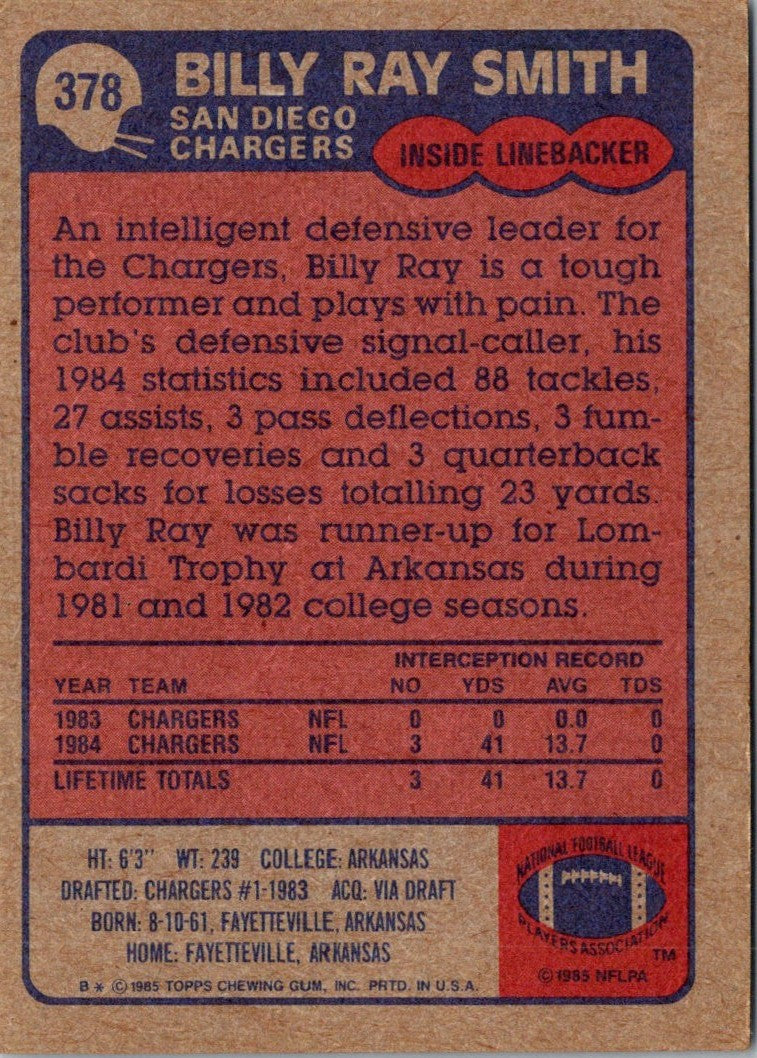 378
BILLY RAY SMITH
SAN DIEGO
CHARGERS
INSIDE LINEBACKER
An intelligent defensive leader for
the Chargers, Billy Ray is a tough
performer and plays with pain. The
club's defensive signal-caller, his
1984 statistics included 88 tackles,
27 assists, 3 pass deflections, 3 fum-
ble recoveries and 3 quarterback
sacks for losses totalling 23 yards.
Billy Ray was runner-up for Lom-
bardi Trophy at Arkansas during
1981 and 1982 college seasons.
INTERCEPTION RECORD
YEAR TEAM NO YDS AVG TDS
1983 CHARGERS NFL 0 0 0.0 0
1984 CHARGERS NFL 3 41 13.7 0
LIFETIME TOTALS 3 41 13.7 0
HT: 6'3" WT: 239 COLLEGE: ARKANSAS
DRAFTED: CHARGERS #1-1983 ACQ: VIA DRAFT
BORN: 8-10-61, FAYETTEVILLE, ARKANSAS
HOME: FAYETTEVILLE, ARKANSAS
B * © 1985 TOPPS CHEWING GUM, INC. PRTD. IN U.S.A.
NATIONAL FOOTBALL LEAGUE
PLAYERS ASSOCIATION
TM
© 1985 NFLPA